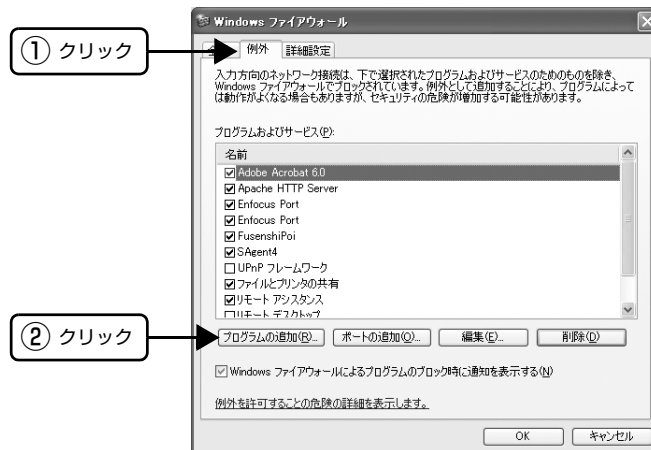 Windows ファイアウォール
① クリック
例外 詳細設定
入力方向のネットワーク接続は、下で選択されたプログラムおよびサービスのためのものを除き、
Windows ファイアウォールでブロックされています。例外として追加することにより、プログラムによって
は動作がよくなる場合もありますが、セキュリティの危険が増加する可能性があります。
プログラムおよびサービス(P):
名前
Adobe Acrobat 6.0
Apache HTTP Server
Enfocus Port
Enfocus Port
FusenshiPoi
SAgent4
UPnP フレームワーク
ファイルとプリンタの共有
リモート アシスタンス
リモート デスクトップ
② クリック
プログラムの追加(R)... ポートの追加(O)... 編集(E)... 削除(D)
Windows ファイアウォールによるプログラムのブロック時に通知を表示する(N)
例外を許可することの危険の詳細を表示します。
OK キャンセル